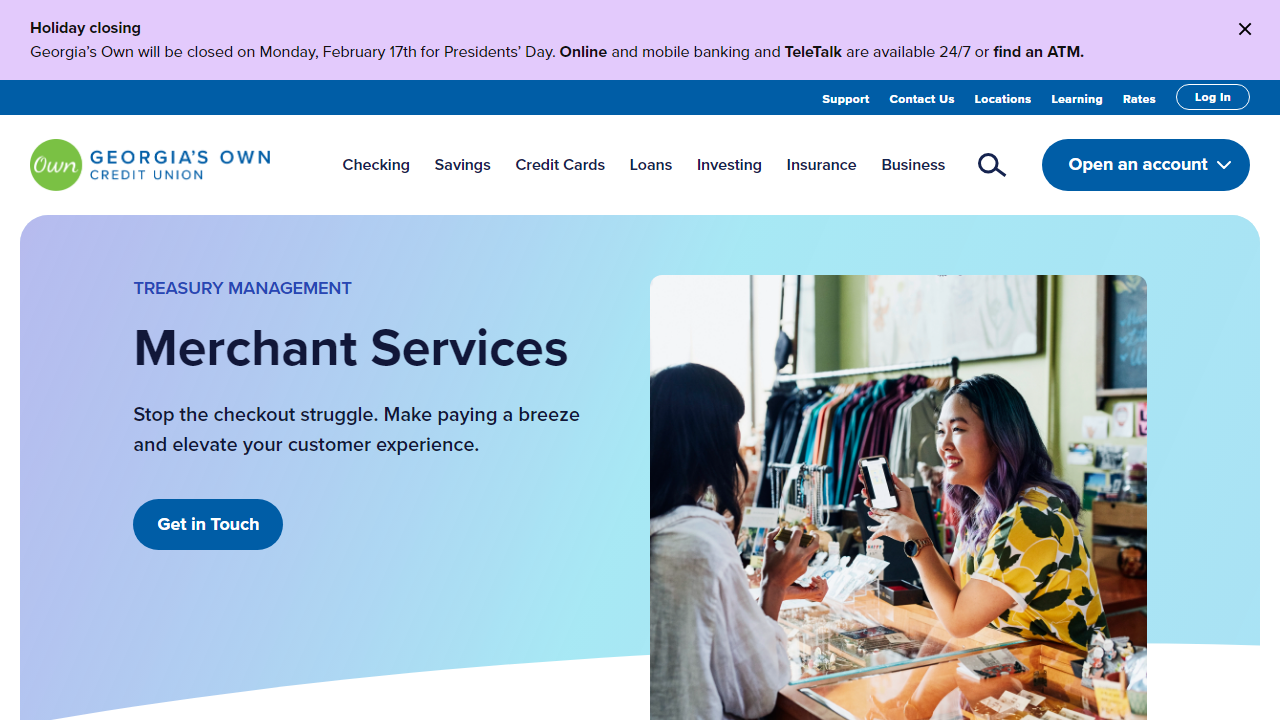 Holiday closing
Georgia’s Own will be closed on Monday, February 17th for Presidents’ Day. Online and mobile banking and TeleTalk are available 24/7 or find an ATM.
Support Contact Us Locations Learning Rates Log In
Own GEORGIA’S OWN
CREDIT UNION
Checking Savings Credit Cards Loans Investing Insurance Business Open an account
TREASURY MANAGEMENT
Merchant Services
Stop the checkout struggle. Make paying a breeze
and elevate your customer experience.
Get in Touch